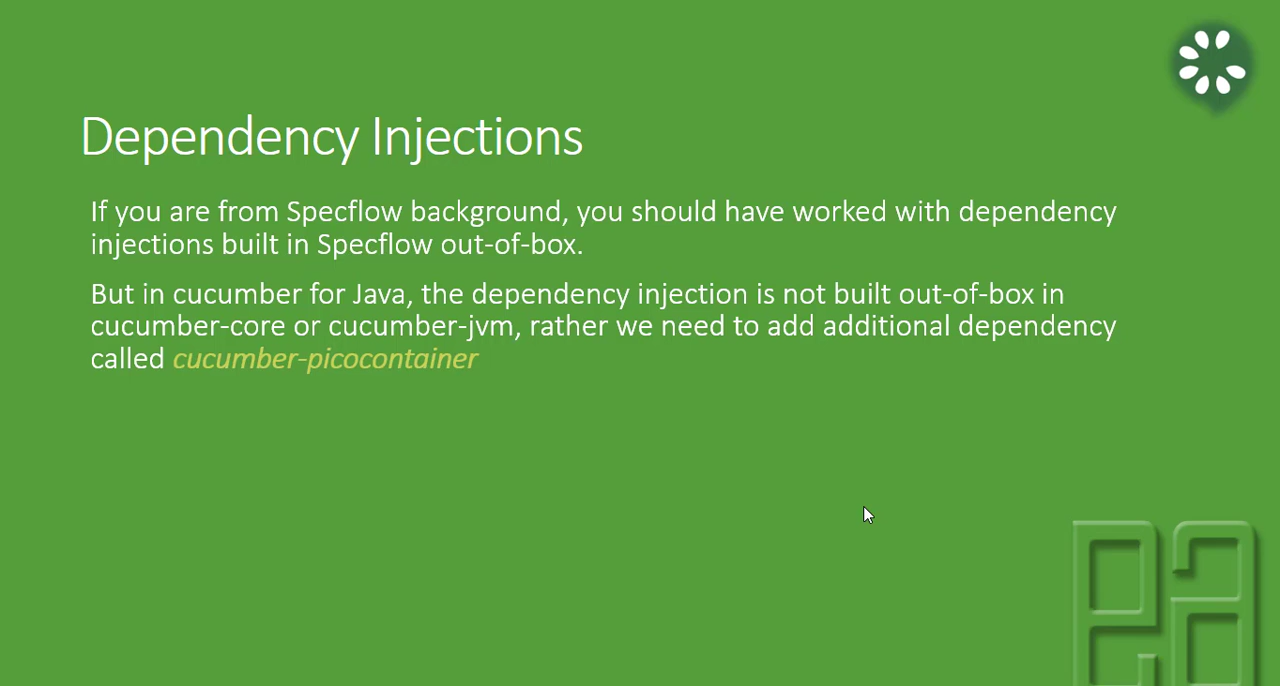 Dependency Injections
If you are from Specflow background, you should have worked with dependency
injections built in Specflow out-of-box.
But in cucumber for Java, the dependency injection is not built out-of-box in
cucumber-core or cucumber-jvm, rather we need to add additional dependency
called cucumber-picocontainer